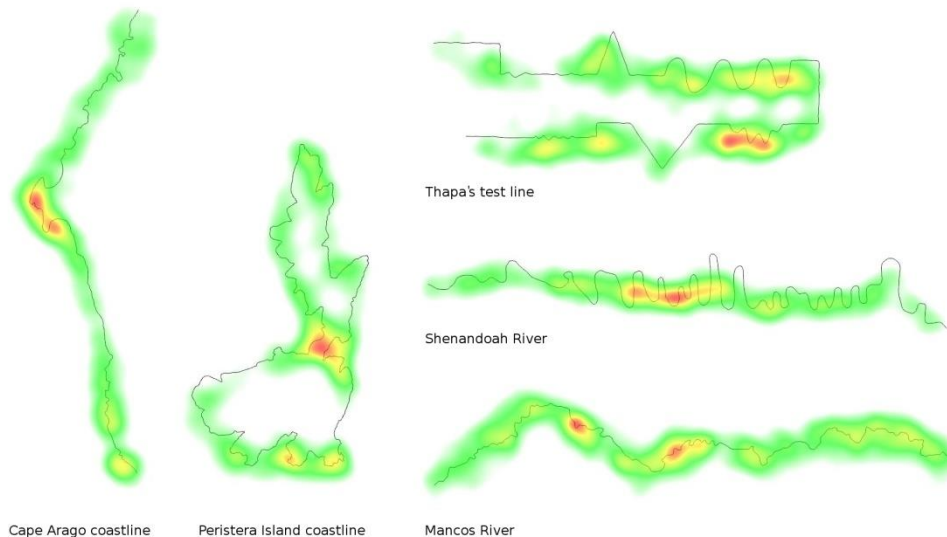 Thapa's test line
Shenandoah River
Cape Arago coastline
Peristera Island coastline
Mancos River